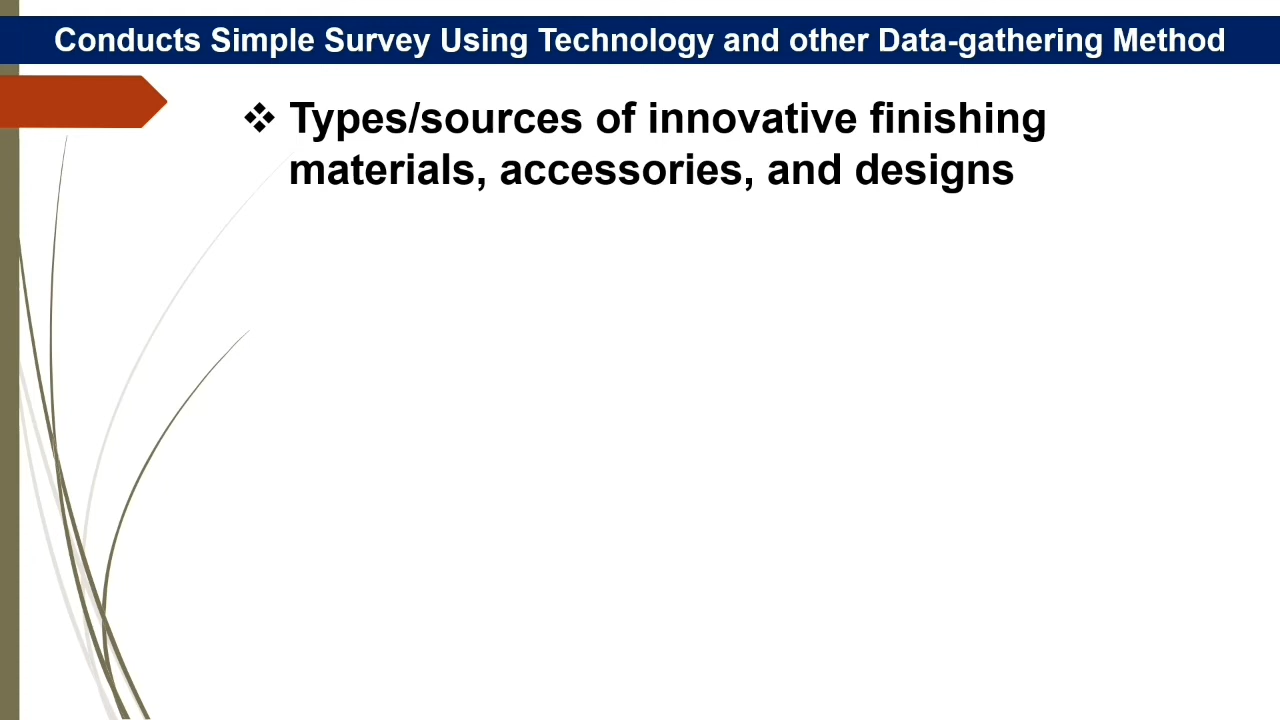 Conducts Simple Survey Using Technology and other Data-gathering Method
❖ Types/sources of innovative finishing
materials, accessories, and designs